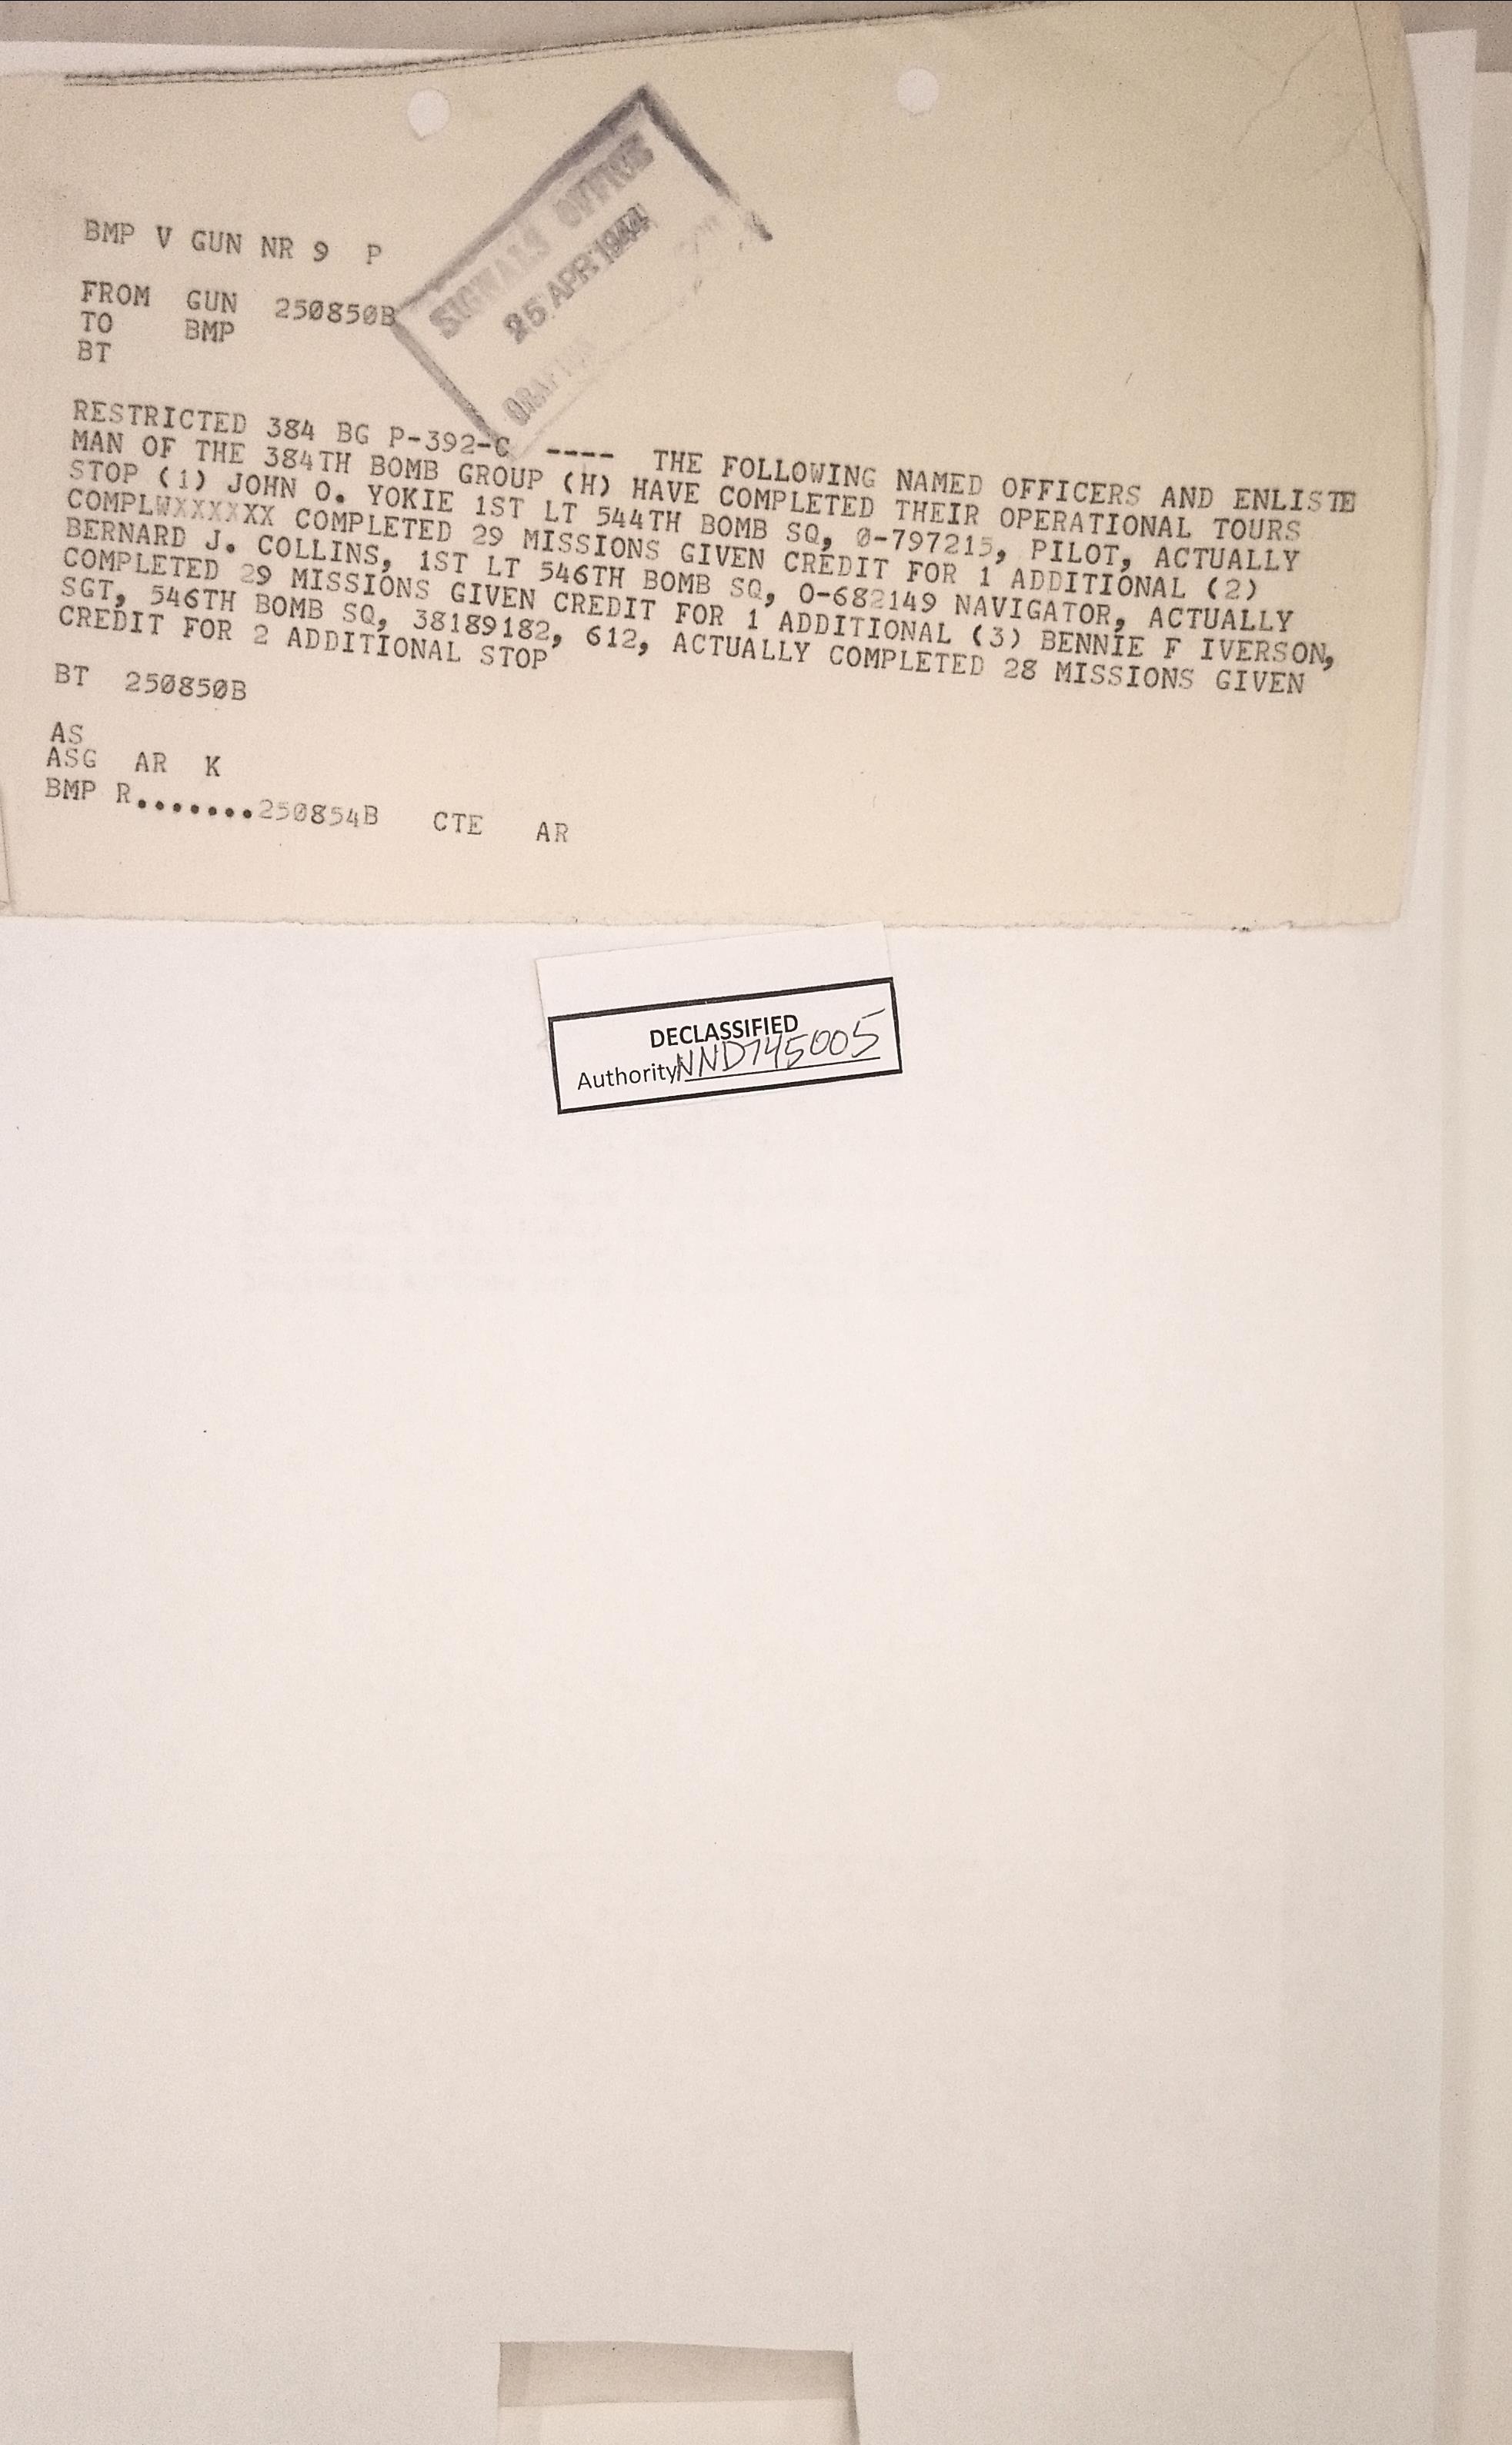 SIGNALS OFFICE
25 APR 1944
BMP V GUN NR 9 P
FROM GUN 250850B
TO BMP
BT
RESTRICTED 384 BG P-392-C ---- THE FOLLOWING NAMED OFFICERS AND ENLISTE
MAN OF THE 384TH BOMB GROUP (H) HAVE COMPLETED THEIR OPERATIONAL TOURS
STOP (1) JOHN O. YOKIE 1ST LT 544TH BOMB SQ, 0-797215, PILOT, ACTUALLY
COMPLWXXXXXX COMPLETED 29 MISSIONS GIVEN CREDIT FOR 1 ADDITIONAL (2)
BERNARD J. COLLINS, 1ST LT 546TH BOMB SQ, O-682149 NAVIGATOR, ACTUALLY
COMPLETED 29 MISSIONS GIVEN CREDIT FOR 1 ADDITIONAL (3) BENNIE F IVERSON,
SGT, 546TH BOMB SQ, 38189182, 612, ACTUALLY COMPLETED 28 MISSIONS GIVEN
CREDIT FOR 2 ADDITIONAL STOP
BT 250850B
AS
ASG AR K
BMP R.......250854B CTE AR
DECLASSIFIED
Authority NND745005